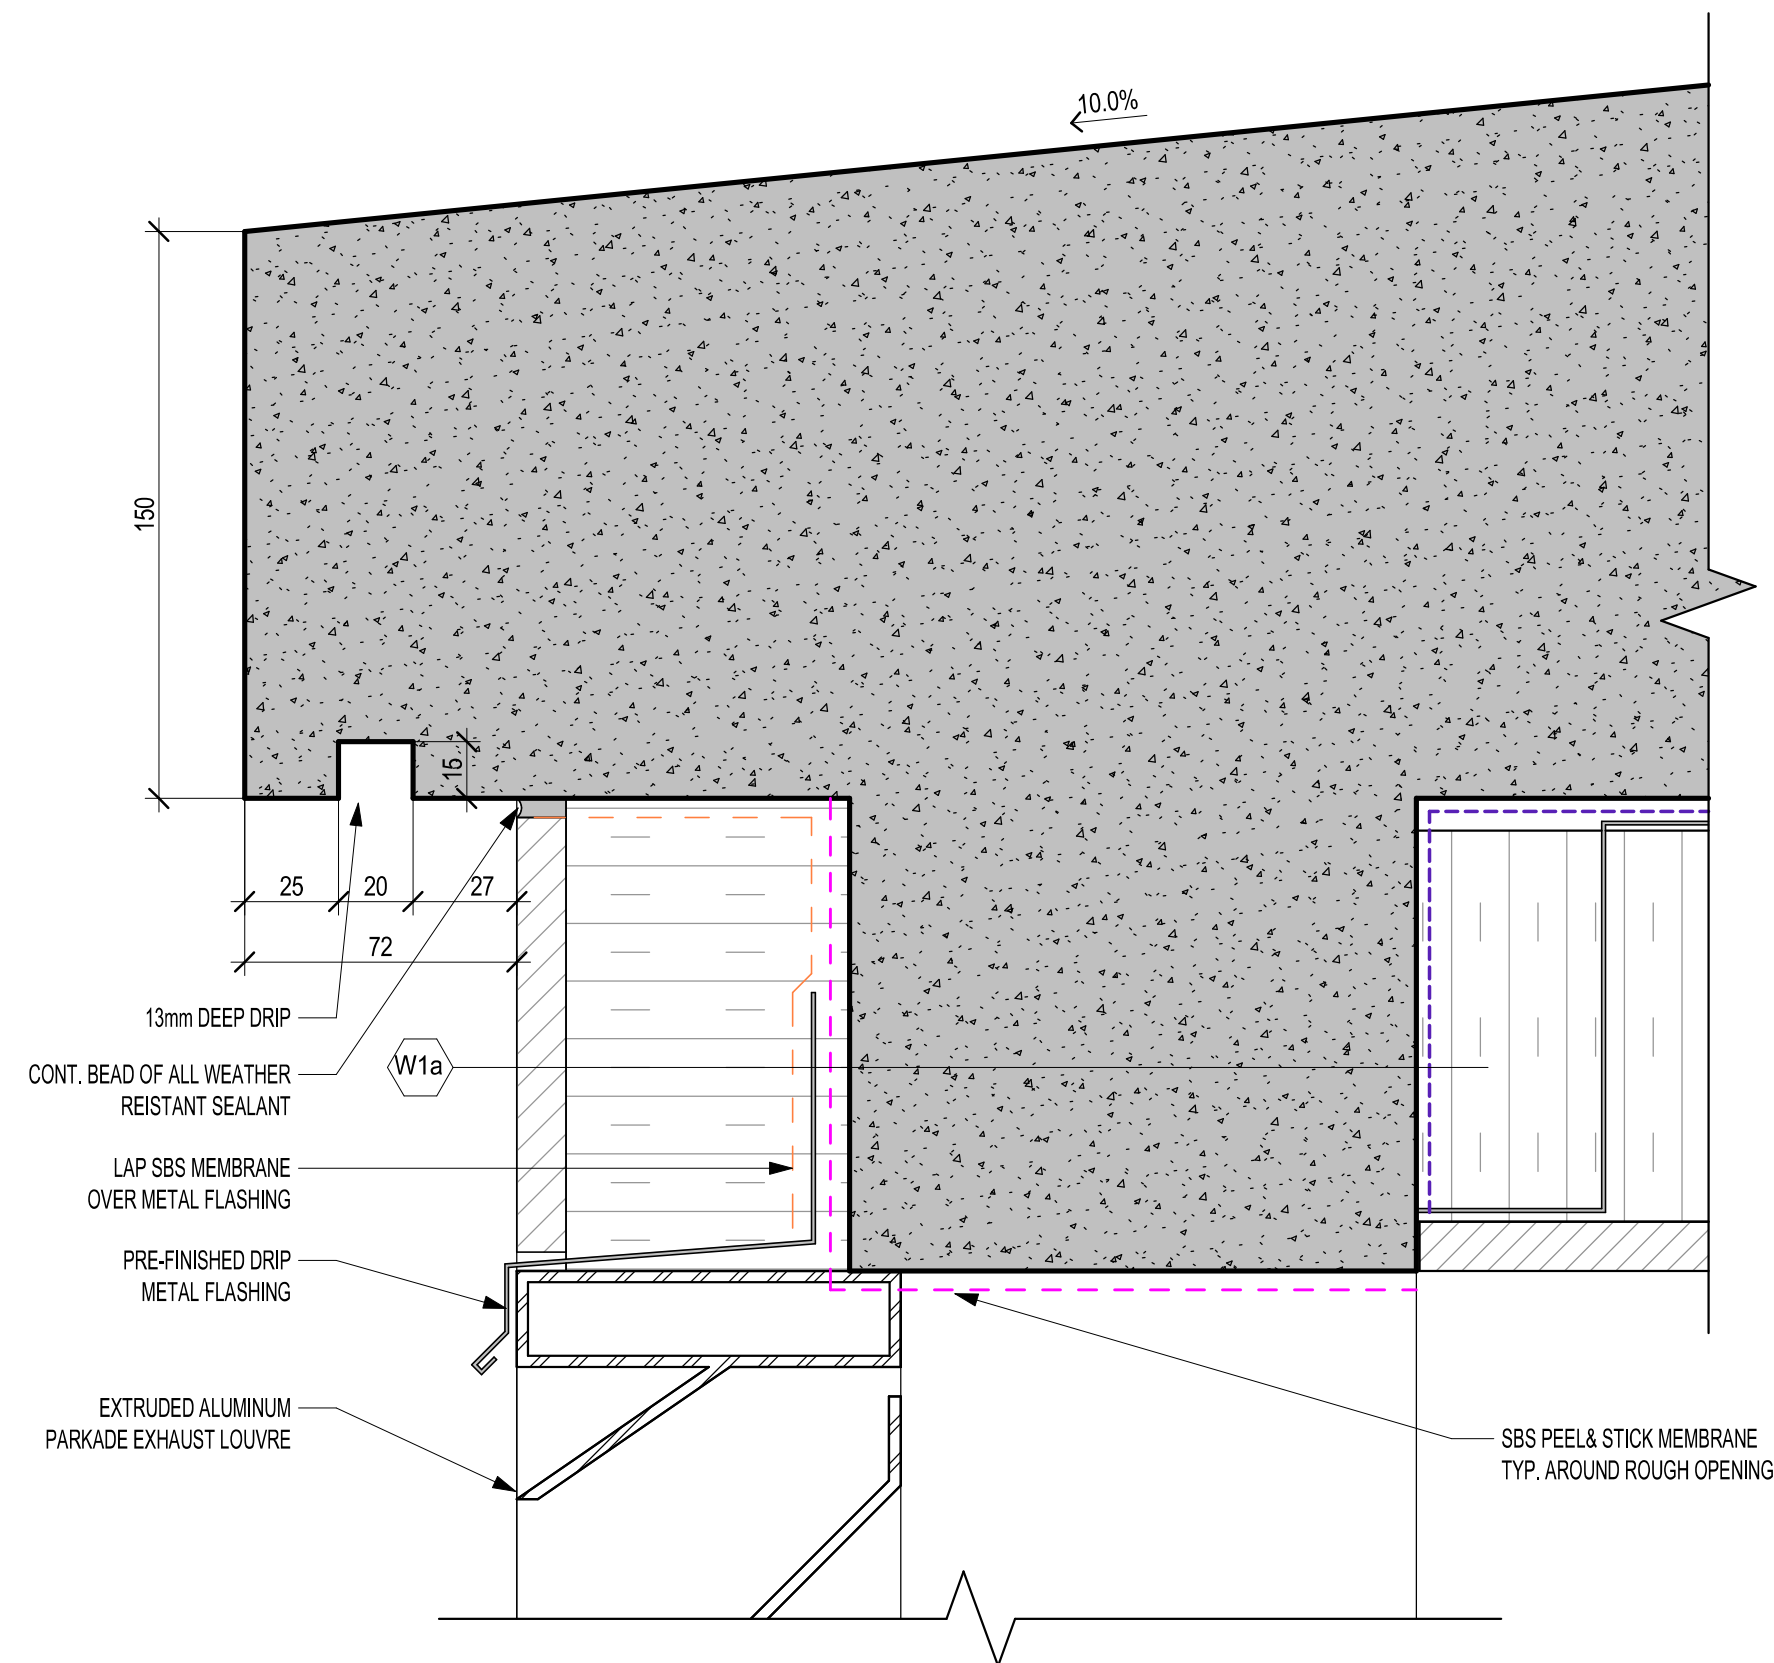 10.0%
150
15
25
20
27
72
13mm DEEP DRIP
CONT. BEAD OF ALL WEATHER
REISTANT SEALANT
W1a
LAP SBS MEMBRANE
OVER METAL FLASHING
PRE-FINISHED DRIP
METAL FLASHING
EXTRUDED ALUMINUM
PARKADE EXHAUST LOUVRE
SBS PEEL& STICK MEMBRANE
TYP. AROUND ROUGH OPENING